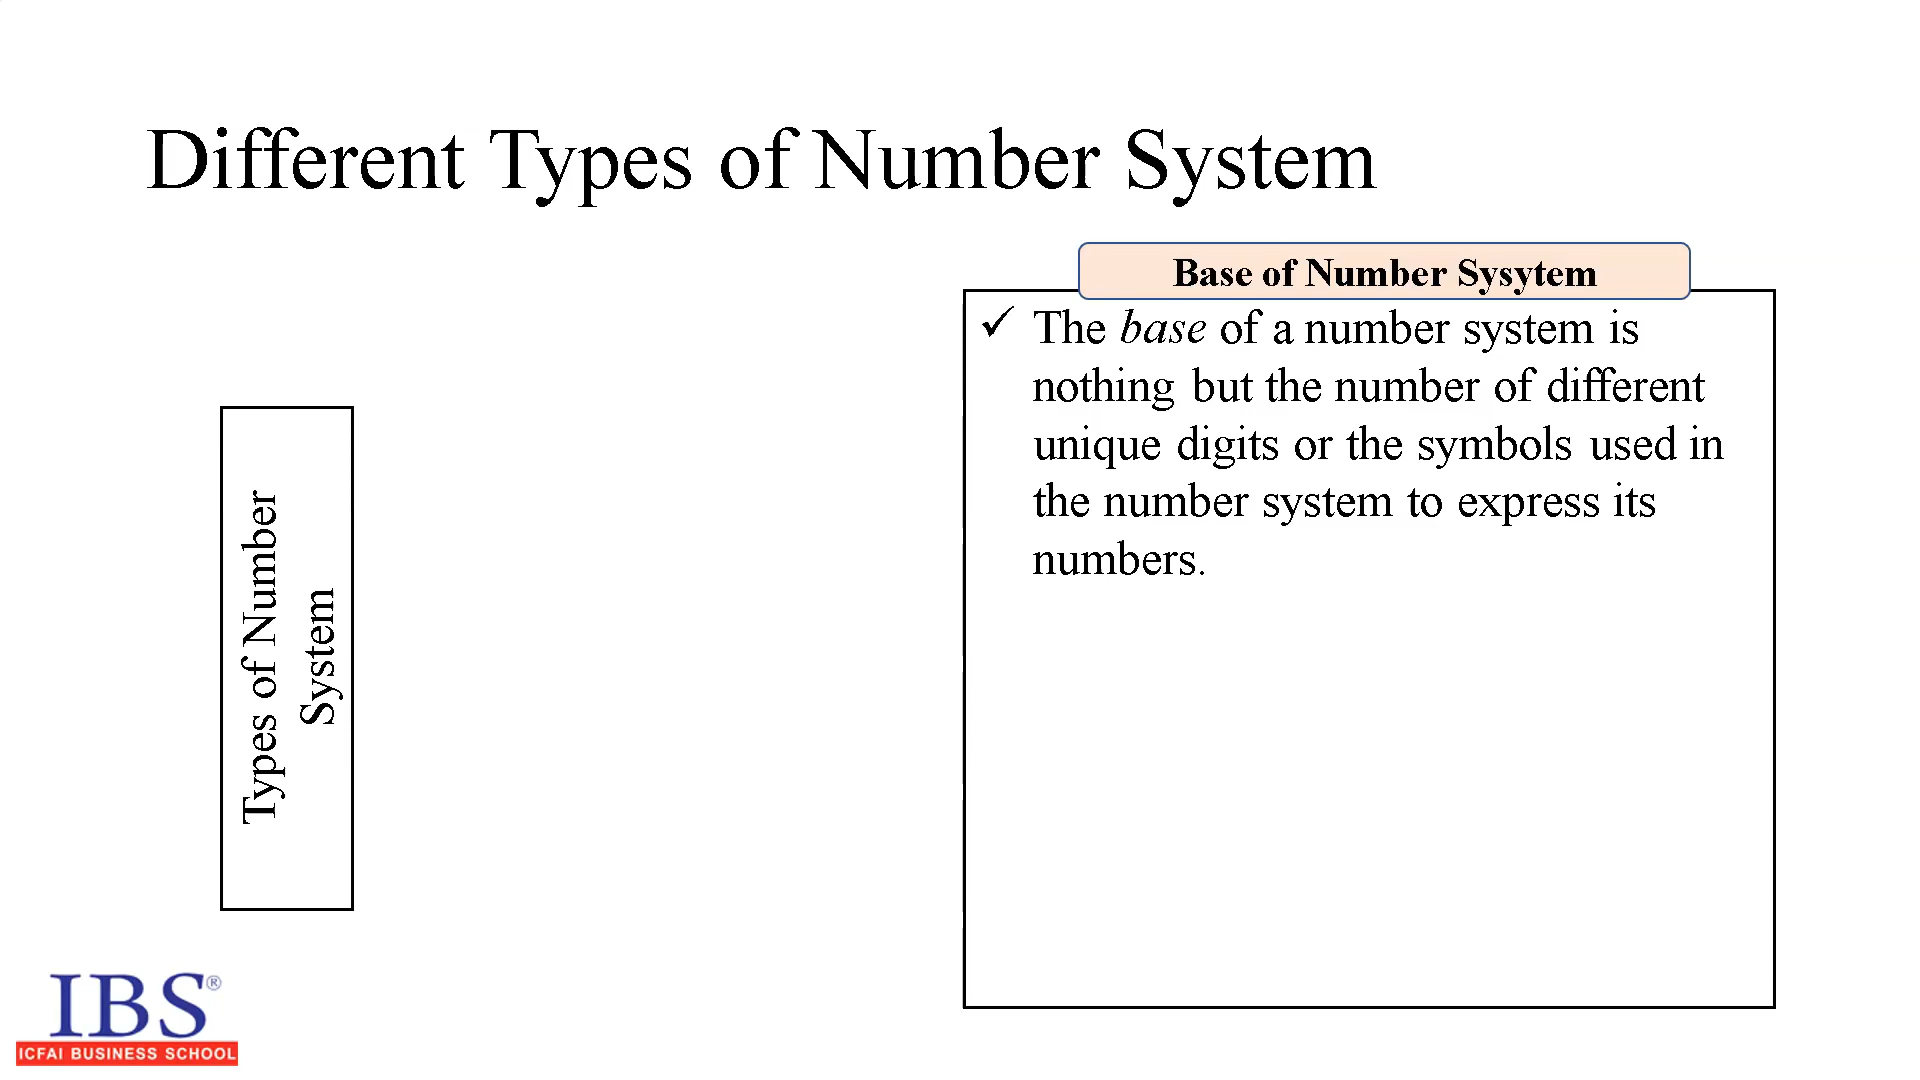 Different Types of Number System
Base of Number Sysytem
✓ The base of a number system is
nothing but the number of different
unique digits or the symbols used in
the number system to express its
numbers.
Types of Number
System
IBS®
ICFAI BUSINESS SCHOOL